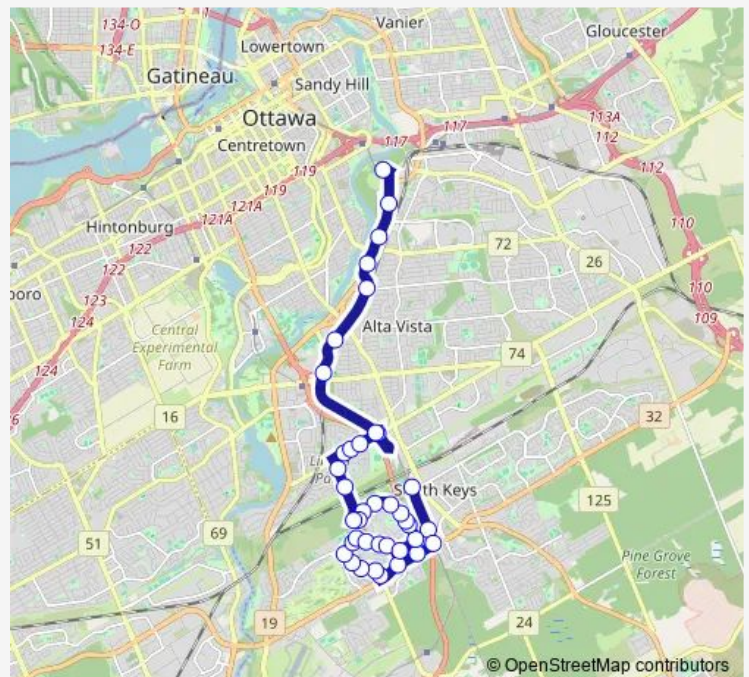 134-O
134-E
Vanier
Lowertown
Gloucester
Gatineau
Sandy Hill
Ottawa
117
117
113A
112
Centretown
119
119
112
121A
121A
Hintonburg
122
122
72
26
110
110
109
123
124
Central
Experimental
Farm
Alta Vista
74
124
16
32
South Keys
125
51
69
Pine Grove
Forest
19
24
© OpenStreetMap contributors